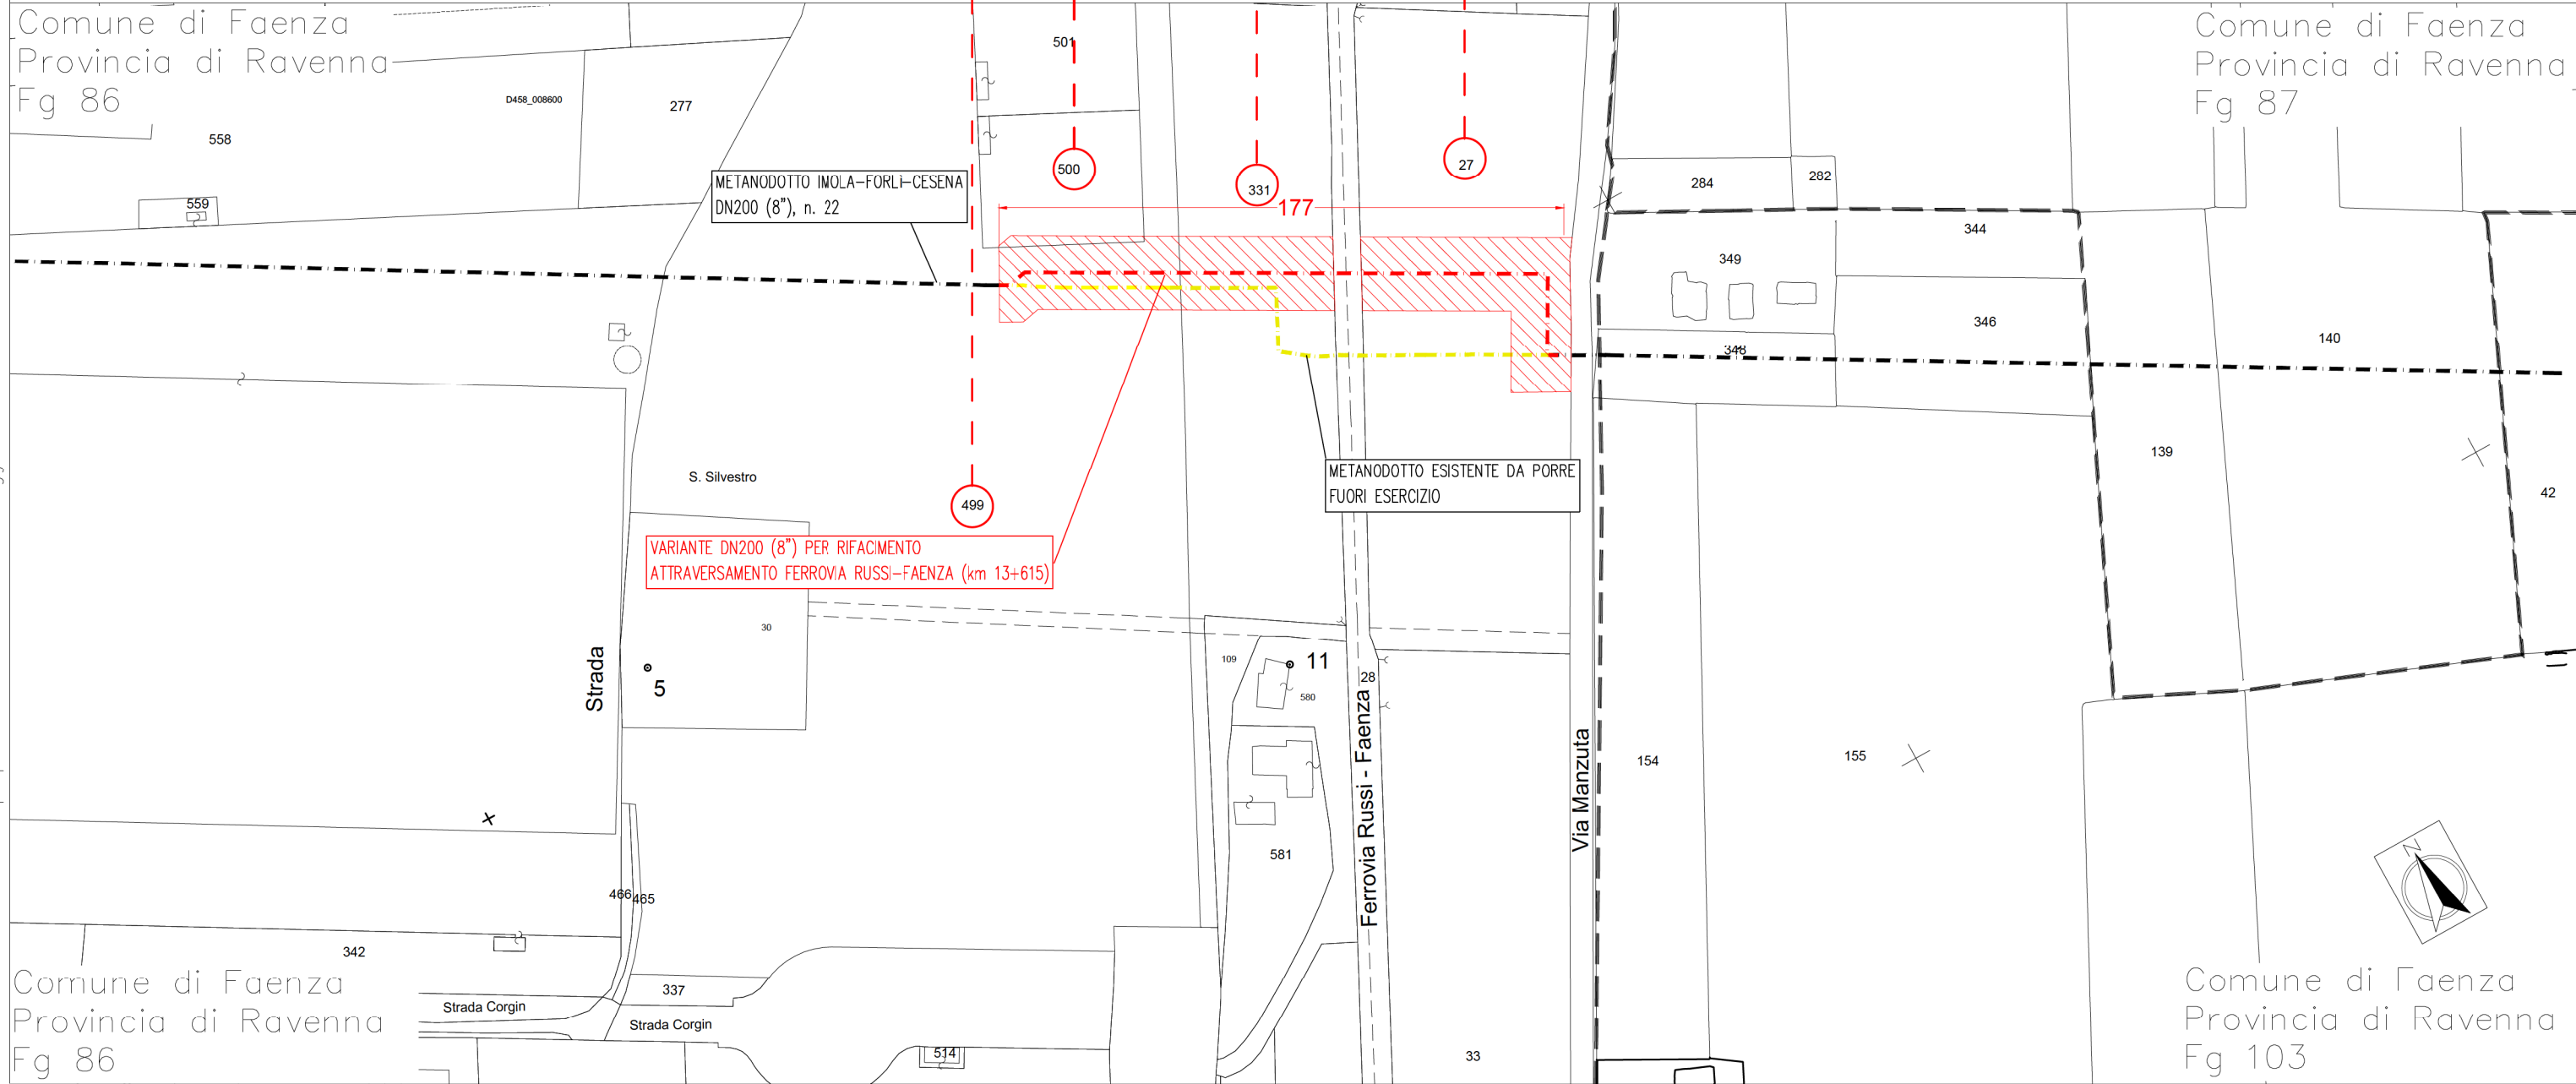 Comune di Faenza
Provincia di Ravenna
Fg 86
Comune di Faenza
Provincia di Ravenna
Fg 87
501
D458_008600
277
558
559
METANODOTTO IMOLA-FORLÌ-CESENA
DN200 (8"), n. 22
500
331
27
177
284
282
344
349
346
348
140
139
42
S. Silvestro
499
METANODOTTO ESISTENTE DA PORRE
FUORI ESERCIZIO
VARIANTE DN200 (8") PER RIFACIMENTO
ATTRAVERSAMENTO FERROVIA RUSSI-FAENZA (km 13+615)
30
Strada
5
109
11
580
28
Ferrovia Russi - Faenza
Via Manzuta
154
155
581
466
465
342
337
Strada Corgin
Strada Corgin
514
33
N
Comune di Faenza
Provincia di Ravenna
Fg 86
Comune di Faenza
Provincia di Ravenna
Fg 103